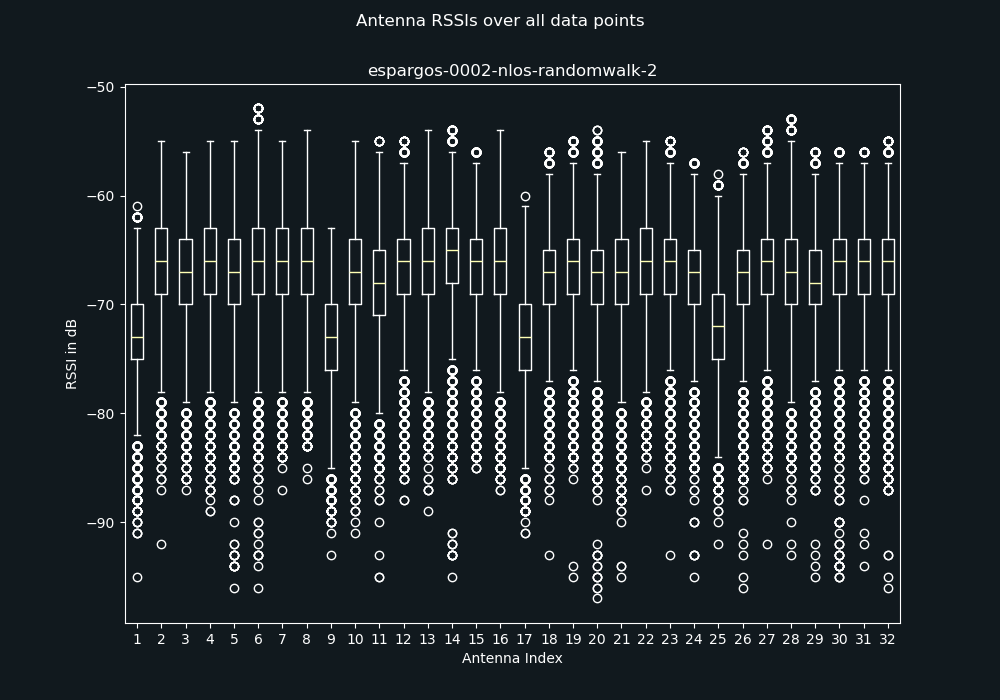 Antenna RSSIs over all data points
espargos-0002-nlos-randomwalk-2
RSSI in dB
−50
−60
−70
−80
−90
1 2 3 4 5 6 7 8 9 10 11 12 13 14 15 16 17 18 19 20 21 22 23 24 25 26 27 28 29 30 31 32
Antenna Index